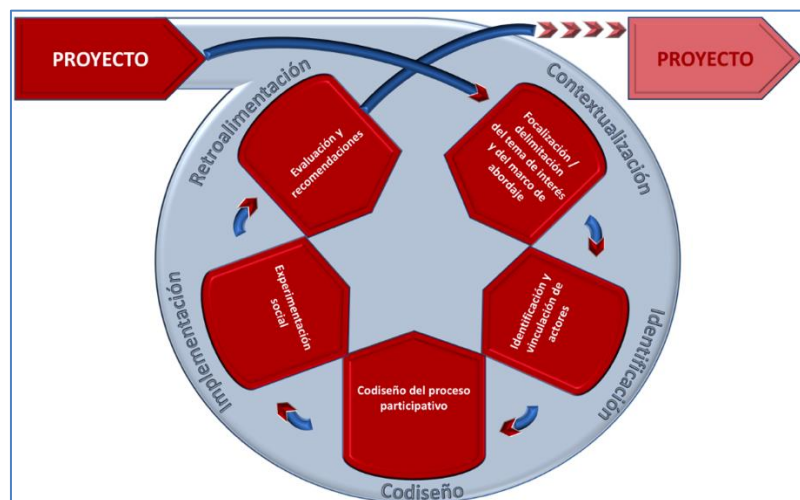 PROYECTO
PROYECTO
Contextualización
Focalización /
delimitación
del tema de interés
y del marco de
abordaje
Identificación
Identificación y
vinculación de
actores
Codiseño
Codiseño del proceso
participativo
Implementación
Experimentación
social
Retroalimentación
Evaluación y
recomendaciones